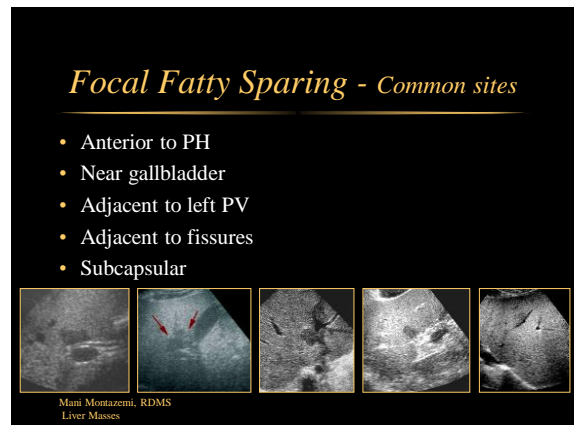 Focal Fatty Sparing - Common sites
• Anterior to PH
• Near gallbladder
• Adjacent to left PV
• Adjacent to fissures
• Subcapsular
Mani Montazemi, RDMS
Liver Masses